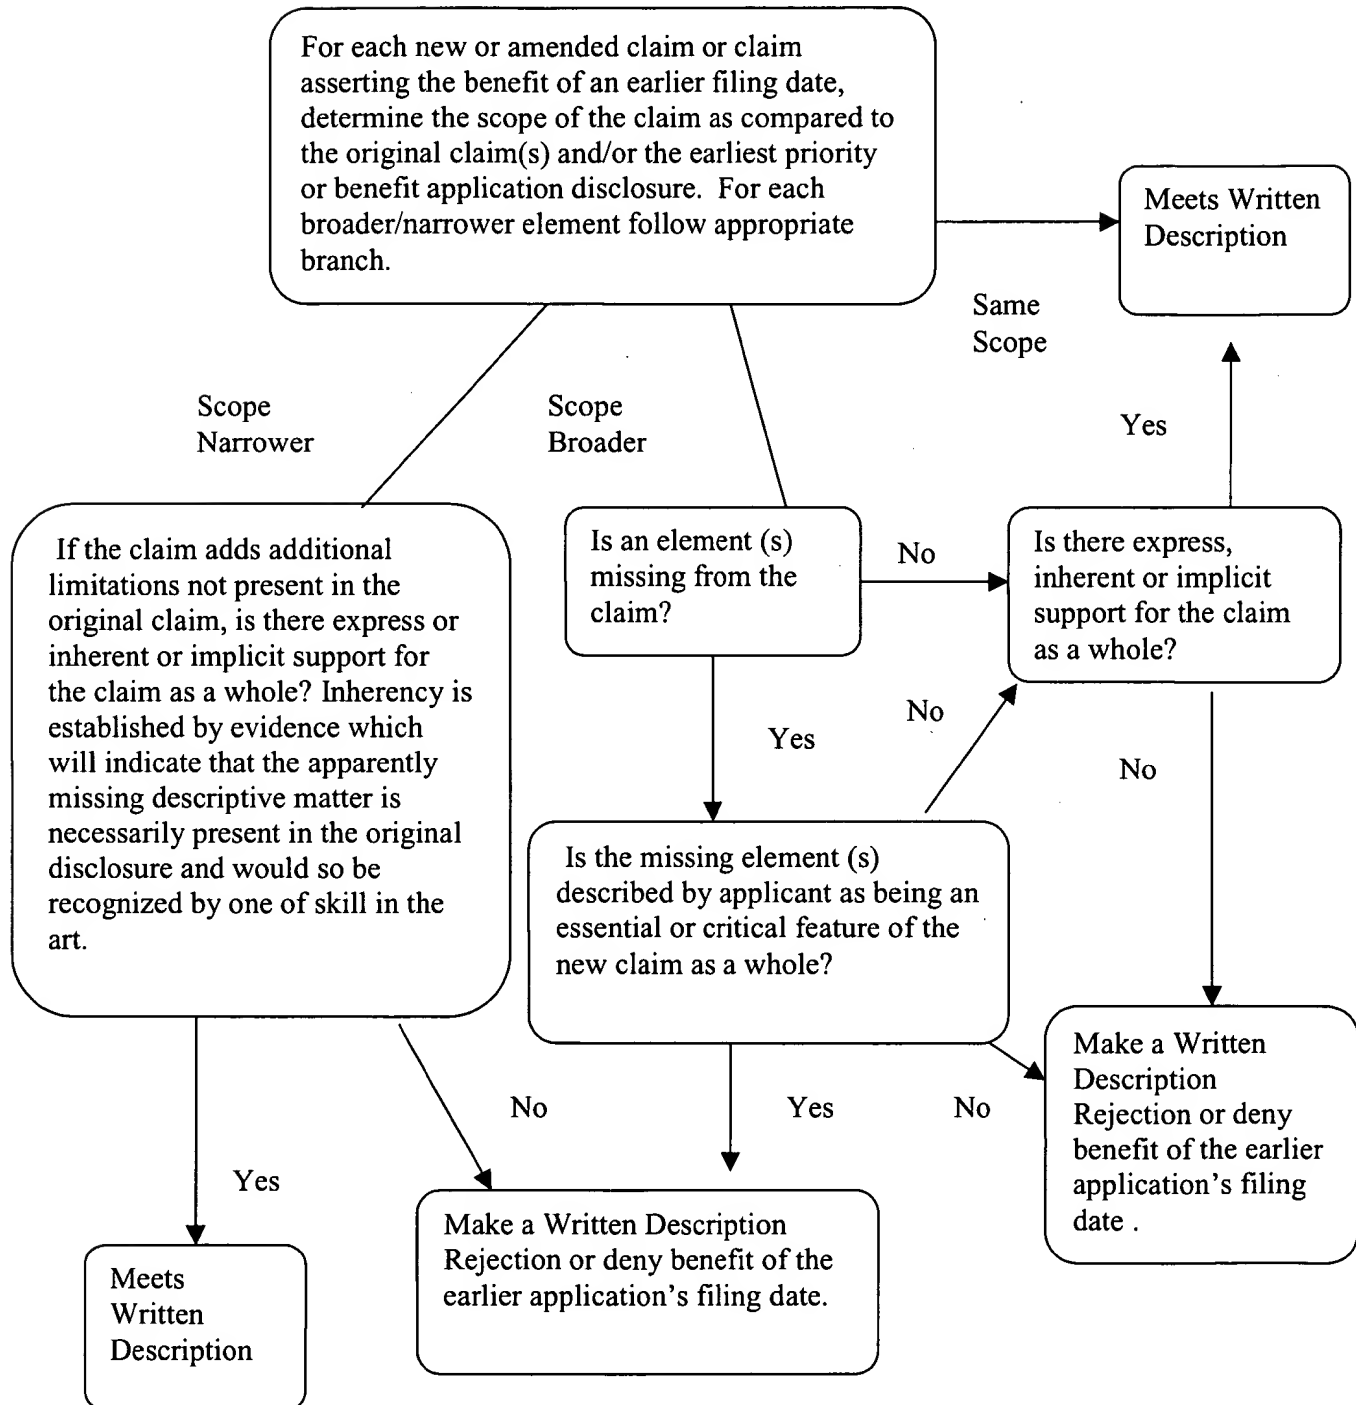 For each new or amended claim or claim
asserting the benefit of an earlier filing date,
determine the scope of the claim as compared to
the original claim(s) and/or the earliest priority
or benefit application disclosure.  For each
broader/narrower element follow appropriate
branch.
Meets Written
Description
Same
Scope
Scope
Narrower
Scope
Broader
Yes
If the claim adds additional
limitations not present in the
original claim, is there express or
inherent or implicit support for
the claim as a whole? Inherency is
established by evidence which
will indicate that the apparently
missing descriptive matter is
necessarily present in the original
disclosure and would so be
recognized by one of skill in the
art.
Is an element (s)
missing from the
claim?
No
Is there express,
inherent or implicit
support for the claim
as a whole?
Yes
No
No
Is the missing element (s)
described by applicant as being an
essential or critical feature of the
new claim as a whole?
Make a Written
Description
Rejection or deny
benefit of the earlier
application's filing
date .
No
Yes
No
Yes
Make a Written Description
Rejection or deny benefit of the
earlier application's filing date.
Meets
Written
Description